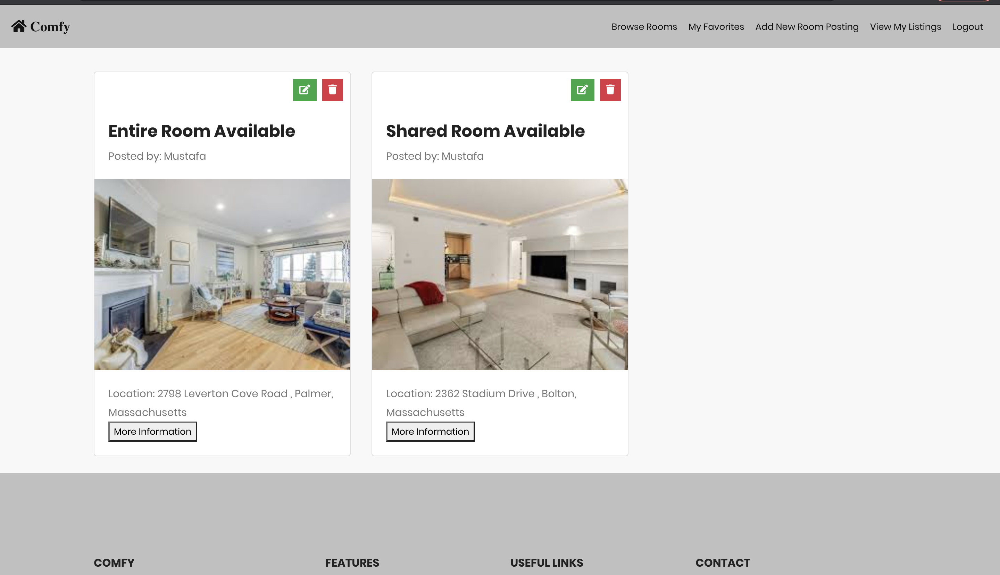 Comfy
Browse Rooms My Favorites Add New Room Posting View My Listings Logout
Entire Room Available
Posted by: Mustafa
Location: 2798 Leverton Cove Road , Palmer,
Massachusetts
More Information
Shared Room Available
Posted by: Mustafa
Location: 2362 Stadium Drive , Bolton,
Massachusetts
More Information
COMFY
FEATURES
USEFUL LINKS
CONTACT